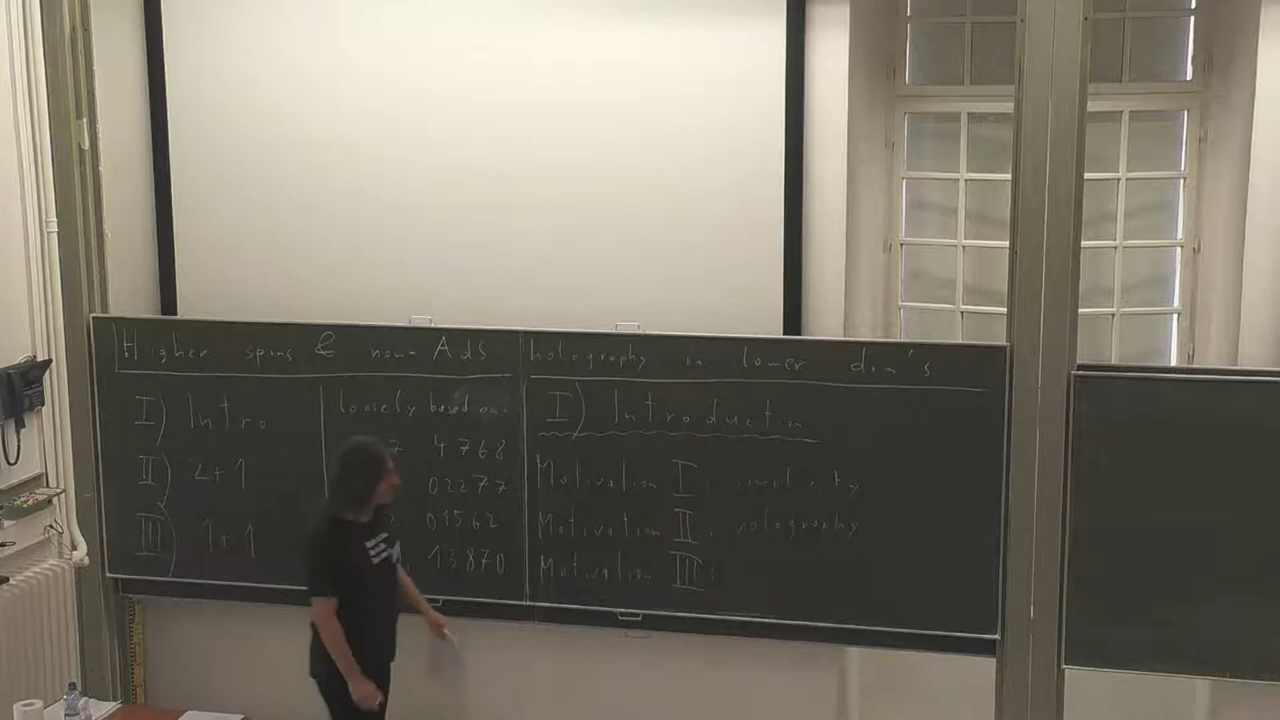 Higher spins & non-AdS holography in lower dim's
I) Intro
II) 2+1
III) 1+1
loosely based on:
7 4768
02277
01562
13870
I) Introduction
Motivation I: simplicity
Motivation II: holography
Motivation III: